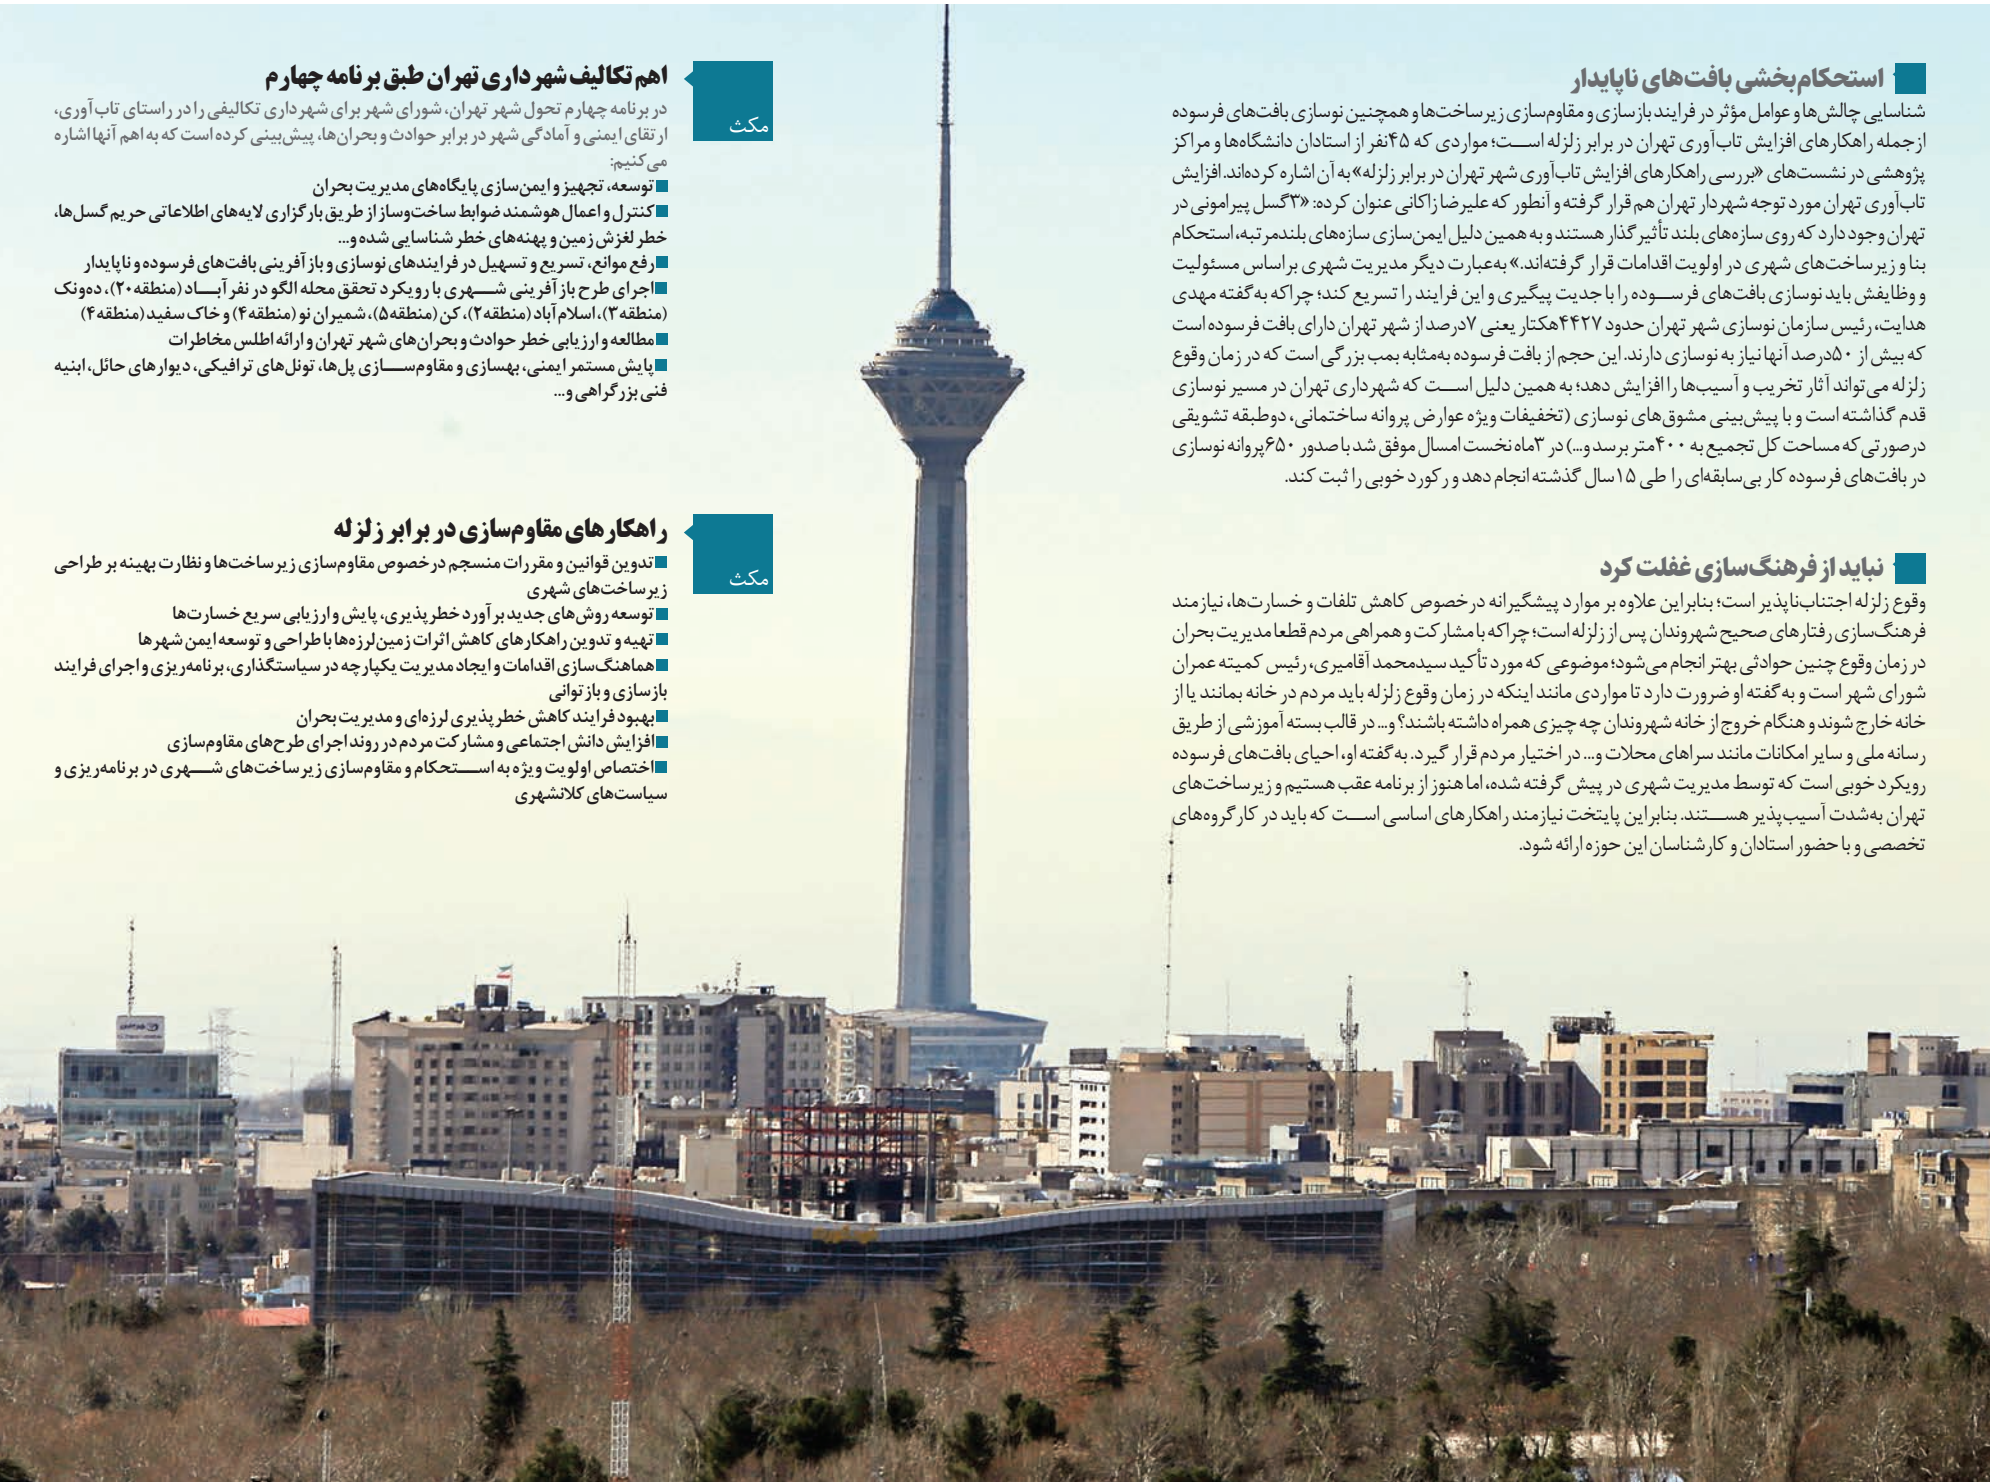 استحکام‌بخشی بافت‌های ناپایدار
شناسایی چالش‌ها و عوامل مؤثر در فرایند بازسازی و مقاوم‌سازی زیرساخت‌ها و همچنین نوسازی بافت‌های فرسوده
ازجمله راهکارهای افزایش تاب‌آوری تهران در برابر زلزله است؛ مواردی که ۴۵نفر از استادان دانشگاه‌ها و مراکز
پژوهشی در نشست‌های «بررسی راهکارهای افزایش تاب‌آوری شهر تهران در برابر زلزله» به آن اشاره کرده‌اند. افزایش
تاب‌آوری تهران مورد توجه شهردار تهران هم قرار گرفته و آنطور که علیرضا زاکانی عنوان کرده: «۳گسل پیرامونی در
تهران وجود دارد که روی سازه‌های بلند تأثیرگذار هستند و به همین دلیل ایمن‌سازی سازه‌های بلندمرتبه، استحکام
بنا و زیرساخت‌های شهری در اولویت اقدامات قرار گرفته‌اند.» به‌عبارت دیگر مدیریت شهری براساس مسئولیت
و وظایفش باید نوسازی بافت‌های فرسوده را با جدیت پیگیری و این فرایند را تسریع کند؛ چراکه به‌گفته مهدی
هدایت، رئیس سازمان نوسازی شهر تهران حدود ۴۴۲۷هکتار یعنی ۷درصد از شهر تهران دارای بافت فرسوده است
که بیش از ۵۰درصد آنها نیاز به نوسازی دارند. این حجم از بافت فرسوده به‌مثابه بمب بزرگی است که در زمان وقوع
زلزله می‌تواند آثار تخریب و آسیب‌ها را افزایش دهد؛ به همین دلیل است که شهرداری تهران در مسیر نوسازی
قدم گذاشته است و با پیش‌بینی مشوق‌های نوسازی (تخفیفات ویژه عوارض پروانه ساختمانی، دوطبقه تشویقی
درصورتی‌که مساحت کل تجمیع به ۴۰۰متر برسد و...) در ۳ماه نخست امسال موفق شد با صدور ۶۵۰پروانه نوسازی
در بافت‌های فرسوده کار بی‌سابقه‌ای را طی ۱۵سال گذشته انجام دهد و رکورد خوبی را ثبت کند.
نباید از فرهنگ‌سازی غفلت کرد
وقوع زلزله اجتناب‌ناپذیر است؛ بنابراین علاوه بر موارد پیشگیرانه درخصوص کاهش تلفات و خسارت‌ها، نیازمند
فرهنگ‌سازی رفتارهای صحیح شهروندان پس از زلزله است؛ چراکه با مشارکت و همراهی مردم قطعا مدیریت بحران
در زمان وقوع چنین حوادثی بهتر انجام می‌شود؛ موضوعی که مورد تأکید سیدمحمد آقامیری، رئیس کمیته عمران
شورای شهر است و به گفته او ضرورت دارد تا مواردی مانند اینکه در زمان وقوع زلزله باید مردم در خانه بمانند یا از
خانه خارج شوند و هنگام خروج از خانه شهروندان چه چیزی همراه داشته باشند؟ و... در قالب بسته آموزشی از طریق
رسانه ملی و سایر امکانات مانند سراهای محلات و... در اختیار مردم قرار گیرد. به گفته او، احیای بافت‌های فرسوده
رویکرد خوبی است که توسط مدیریت شهری در پیش گرفته شده، اما هنوز از برنامه عقب هستیم و زیرساخت‌های
تهران به‌شدت آسیب‌پذیر هستند. بنابراین پایتخت نیازمند راهکارهای اساسی است که باید در کارگروه‌های
تخصصی و با حضور استادان و کارشناسان این حوزه ارائه شود.
مکث
اهم تکالیف شهرداری تهران طبق برنامه چهارم
در برنامه چهارم تحول شهر تهران، شورای شهر برای شهرداری تکالیفی را در راستای تاب‌آوری،
ارتقای ایمنی و آمادگی شهر در برابر حوادث و بحران‌ها، پیش‌بینی کرده است که به اهم آنها اشاره
می‌کنیم:
توسعه، تجهیز و ایمن‌سازی پایگاه‌های مدیریت بحران
کنترل و اعمال هوشمند ضوابط ساخت‌وساز از طریق بارگزاری لایه‌های اطلاعاتی حریم گسل‌ها،
خطر لغزش زمین و پهنه‌های خطر شناسایی شده و...
رفع موانع، تسریع و تسهیل در فرایندهای نوسازی و بازآفرینی بافت‌های فرسوده و ناپایدار
اجرای طرح بازآفرینی شهری با رویکرد تحقق محله الگو در نفرآباد (منطقه۲۰)، ده‌ونک
(منطقه۳)، اسلام‌آباد (منطقه۲)، کن (منطقه۵)، شمیران نو (منطقه۴) و خاک سفید (منطقه۴)
مطالعه و ارزیابی خطر حوادث و بحران‌های شهر تهران و ارائه اطلس مخاطرات
پایش مستمر ایمنی، بهسازی و مقاوم‌سازی پل‌ها، تونل‌های ترافیکی، دیوارهای حائل، ابنیه
فنی بزرگراهی و...
مکث
راهکارهای مقاوم‌سازی در برابر زلزله
تدوین قوانین و مقررات منسجم درخصوص مقاوم‌سازی زیرساخت‌ها و نظارت بهینه بر طراحی
زیرساخت‌های شهری
توسعه روش‌های جدید برآورد خطرپذیری، پایش و ارزیابی سریع خسارت‌ها
تهیه و تدوین راهکارهای کاهش اثرات زمین‌لرزه‌ها با طراحی و توسعه ایمن شهرها
هماهنگ‌سازی اقدامات و ایجاد مدیریت یکپارچه در سیاستگذاری، برنامه‌ریزی و اجرای فرایند
بازسازی و بازتوانی
بهبود فرایند کاهش خطرپذیری لرزه‌ای و مدیریت بحران
افزایش دانش اجتماعی و مشارکت مردم در روند اجرای طرح‌های مقاوم‌سازی
اختصاص اولویت ویژه به استحکام و مقاوم‌سازی زیرساخت‌های شهری در برنامه‌ریزی و
سیاست‌های کلانشهری